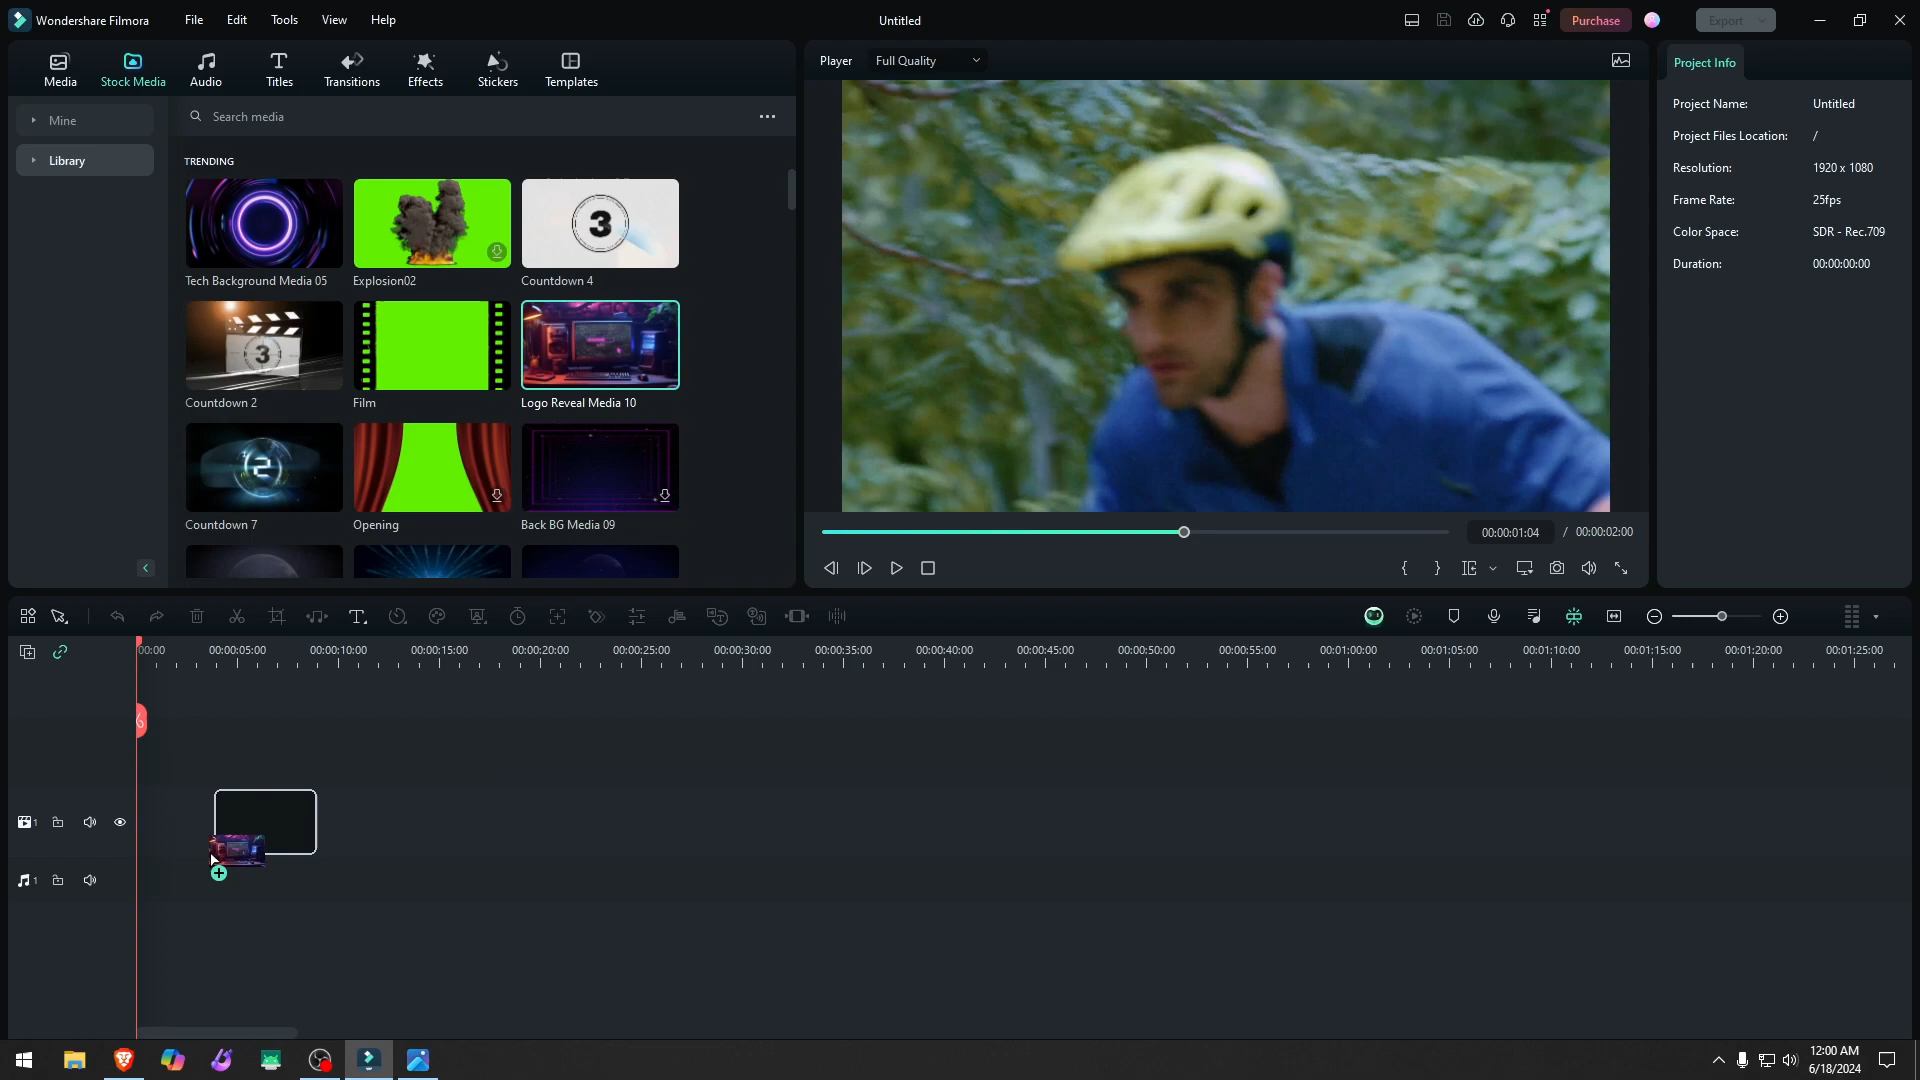 Wondershare Filmora
File
Edit
Tools
View
Help
Untitled
Purchase
Export
Media
Stock Media
Audio
Titles
Transitions
Effects
Stickers
Templates
Player
Full Quality
Project Info
Mine
Library
Search media
TRENDING
Tech Background Media 05
Explosion02
3
Countdown 4
3
Countdown 2
Film
Logo Reveal Media 10
2
Countdown 7
Opening
Back BG Media 09
Project Name:
Untitled
Project Files Location:
/
Resolution:
1920 x 1080
Frame Rate:
25fps
Color Space:
SDR - Rec.709
Duration:
00:00:00:00
00:00:01:04
/
00:00:02:00
00:00
00:00:05:00
00:00:10:00
00:00:15:00
00:00:20:00
00:00:25:00
00:00:30:00
00:00:35:00
00:00:40:00
00:00:45:00
00:00:50:00
00:00:55:00
00:01:00:00
00:01:05:00
00:01:10:00
00:01:15:00
00:01:20:00
00:01:25:00
1
1
12:00 AM
6/18/2024